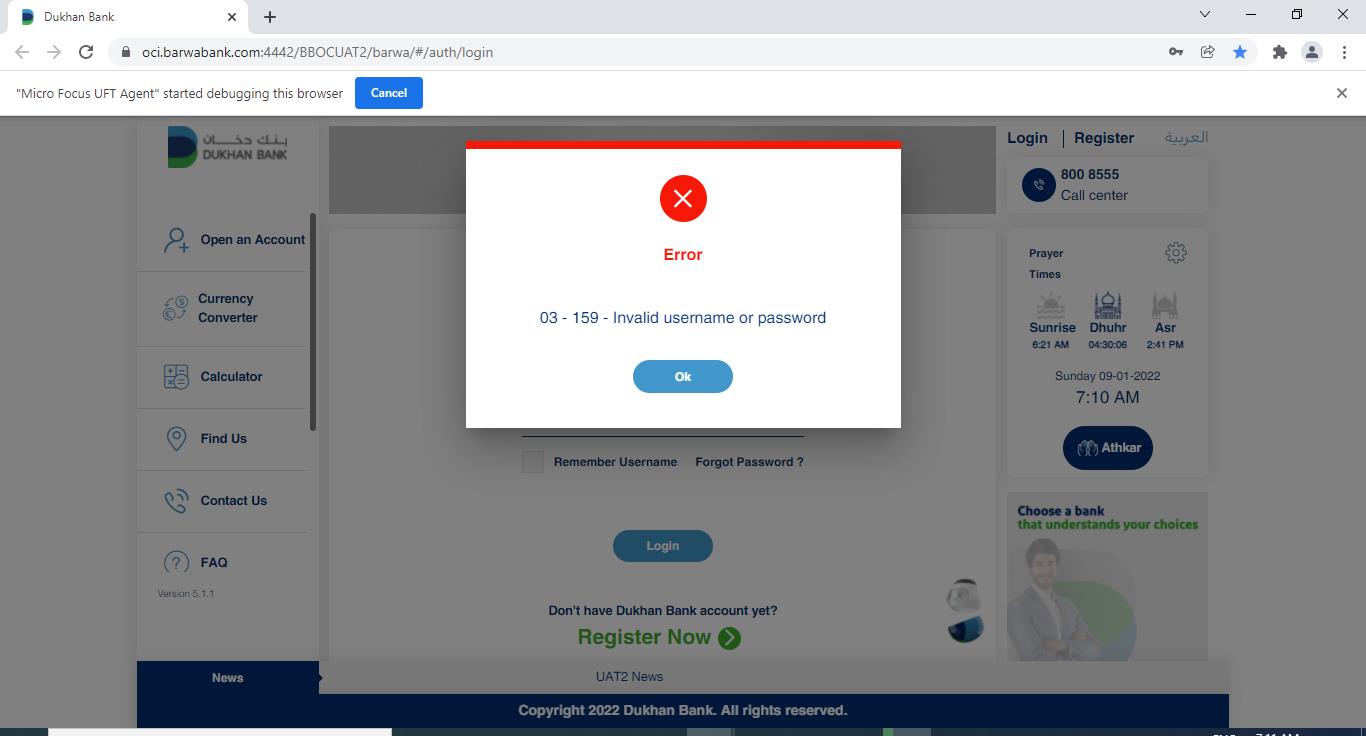 Dukhan Bank
oci.barwabank.com:4442/BBOCUAT2/barwa/#/auth/login
"Micro Focus UFT Agent" started debugging this browser
Cancel
بنك دخان
DUKHAN BANK
Login
Register
العربية
800 8555
Call center
Error
03 - 159 - Invalid username or password
Ok
Open an Account
Currency
Converter
Calculator
Find Us
Contact Us
FAQ
Version 5.1.1
Remember Username
Forgot Password ?
Login
Don't have Dukhan Bank account yet?
Register Now
Prayer
Times
Sunrise
Dhuhr
Asr
6:21 AM
04:30:06
2:41 PM
Sunday 09-01-2022
7:10 AM
Athkar
Choose a bank
that understands your choices
News
UAT2 News
Copyright 2022 Dukhan Bank. All rights reserved.